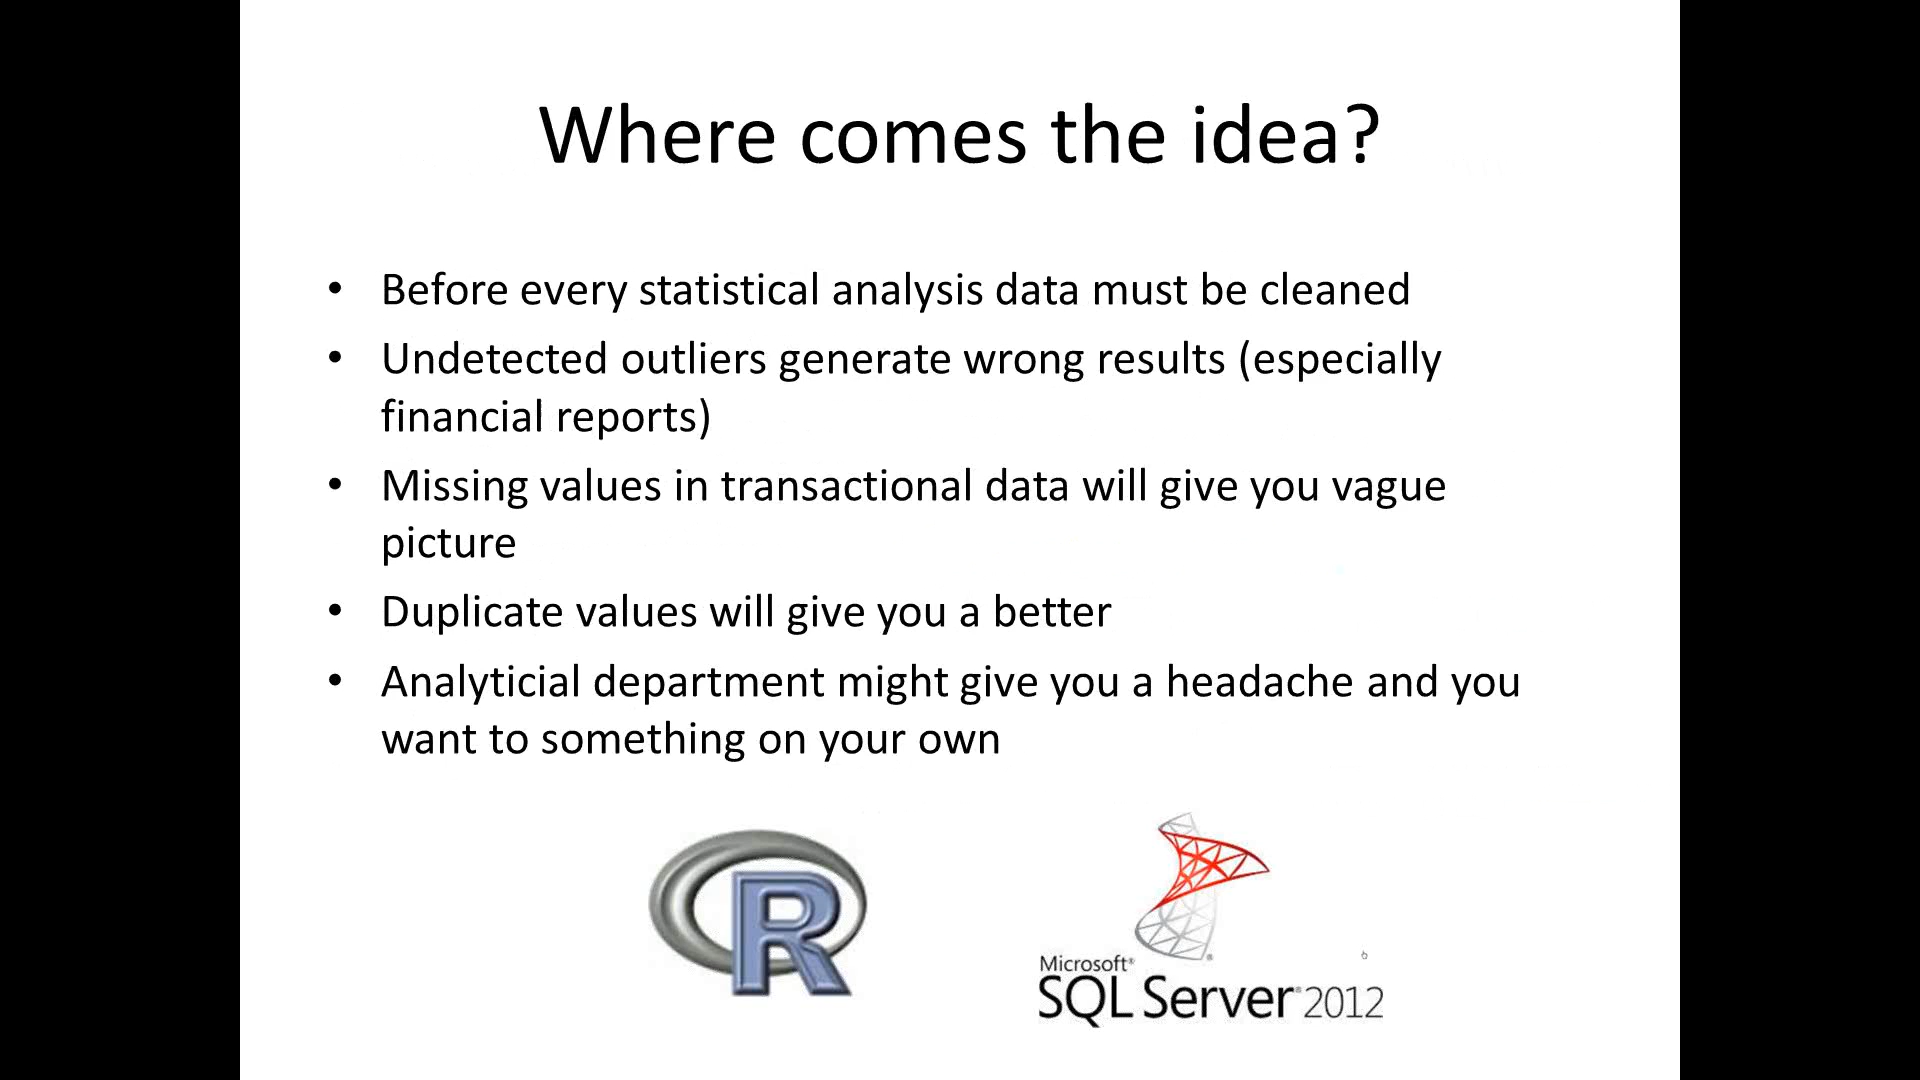 Where comes the idea?
• Before every statistical analysis data must be cleaned
• Undetected outliers generate wrong results (especially
financial reports)
• Missing values in transactional data will give you vague
picture
• Duplicate values will give you a better
• Analyticial department might give you a headache and you
want to something on your own
R
Microsoft®
SQL Server® 2012